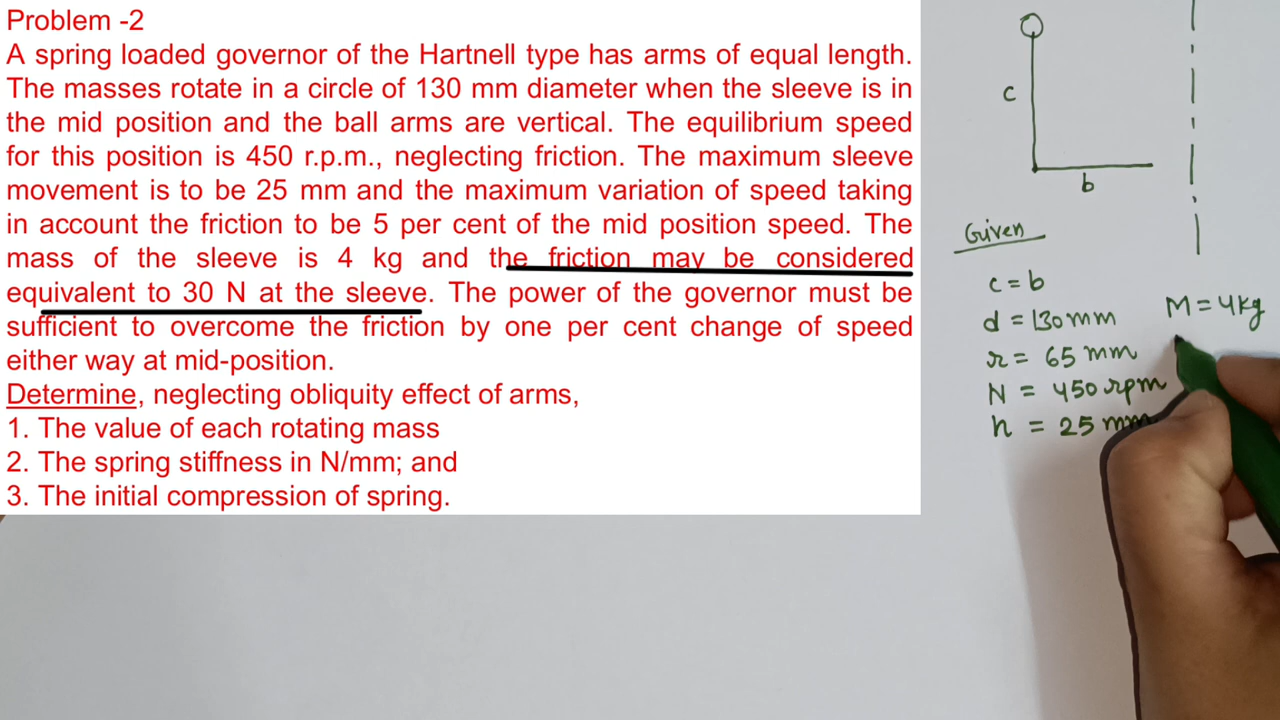 Problem -2
A spring loaded governor of the Hartnell type has arms of equal length.
The masses rotate in a circle of 130 mm diameter when the sleeve is in
the mid position and the ball arms are vertical. The equilibrium speed
for this position is 450 r.p.m., neglecting friction. The maximum sleeve
movement is to be 25 mm and the maximum variation of speed taking
in account the friction to be 5 per cent of the mid position speed. The
mass of the sleeve is 4 kg and the friction may be considered
equivalent to 30 N at the sleeve. The power of the governor must be
sufficient to overcome the friction by one per cent change of speed
either way at mid-position.
Determine, neglecting obliquity effect of arms,
1. The value of each rotating mass
2. The spring stiffness in N/mm; and
3. The initial compression of spring.
c
b
Given
c = b
d = 130 mm
M = 4 kg
r = 65 mm
N = 450 rpm
h = 25 mm